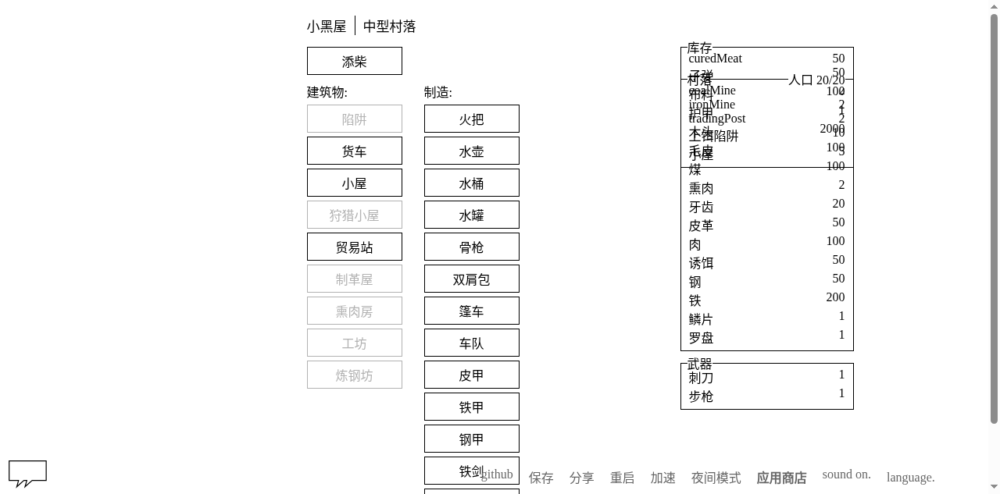 小黑屋 中型村落
添柴
建筑物:
陷阱
货车
小屋
狩猎小屋
贸易站
制革屋
熏肉房
工坊
炼钢坊
制造:
火把
水壶
水桶
水罐
骨枪
双肩包
篷车
车队
皮甲
铁甲
钢甲
铁剑
库存
curedMeat 50
子弹 50
布料 100
护甲 1
木头 2000
毛皮 100
煤 100
熏肉 2
牙齿 20
皮革 50
肉 100
诱饵 50
钢 50
铁 200
鳞片 1
罗盘 1
村落 人口 20/20
coalMine 2
ironMine 2
tradingPost 2
上饵陷阱 10
小屋 5
武器
刺刀 1
步枪 1
github 保存 分享 重启 加速 夜间模式 应用商店 sound on. language.